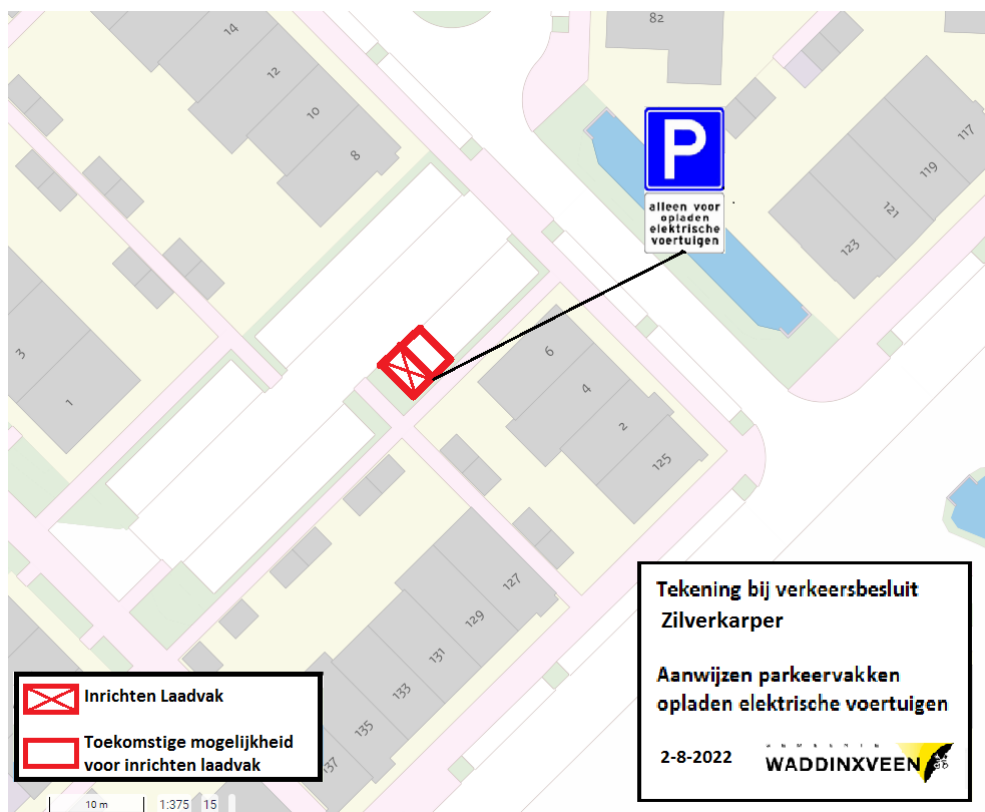 82
14
12
10
8
117
119
121
123
P
alleen voor
opladen
elektrische
voertuigen
3
1
6
4
2
125
127
129
131
133
135
137
Tekening bij verkeersbesluit
Zilverkarper
Aanwijzen parkeervakken
opladen elektrische voertuigen
2-8-2022
GEMEENTE
WADDINXVEEN
Inrichten Laadvak
Toekomstige mogelijkheid
voor inrichten laadvak
10 m
1:375
15